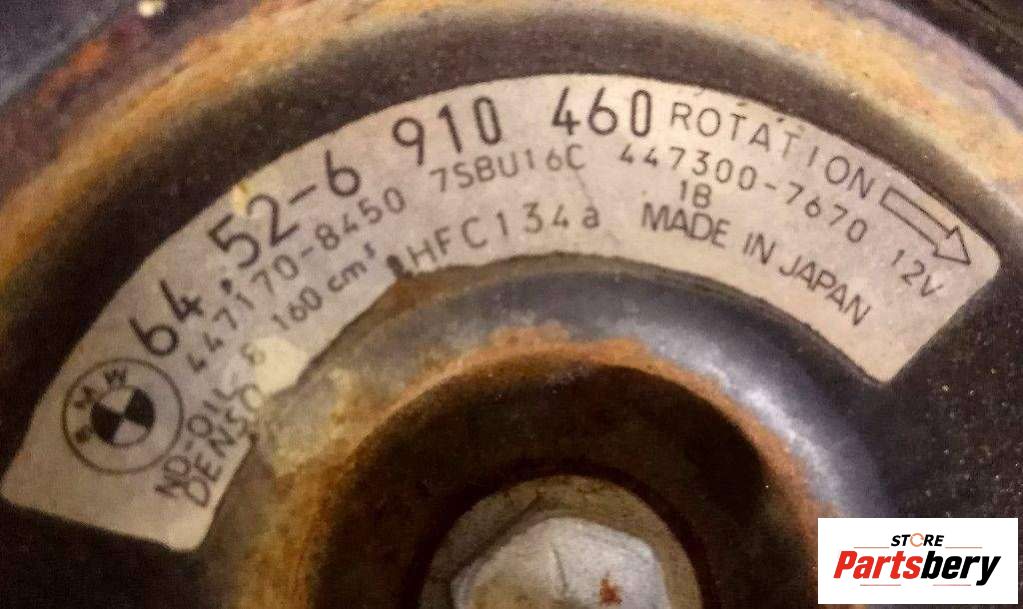 BMW
64.52-6 910 460
ROTATION
447170-8450 7SBU16C 447300-7670 12V
1B
ND-OIL 8 160 cm³ HFC134a MADE IN JAPAN
DENSO
STORE
Partsbery